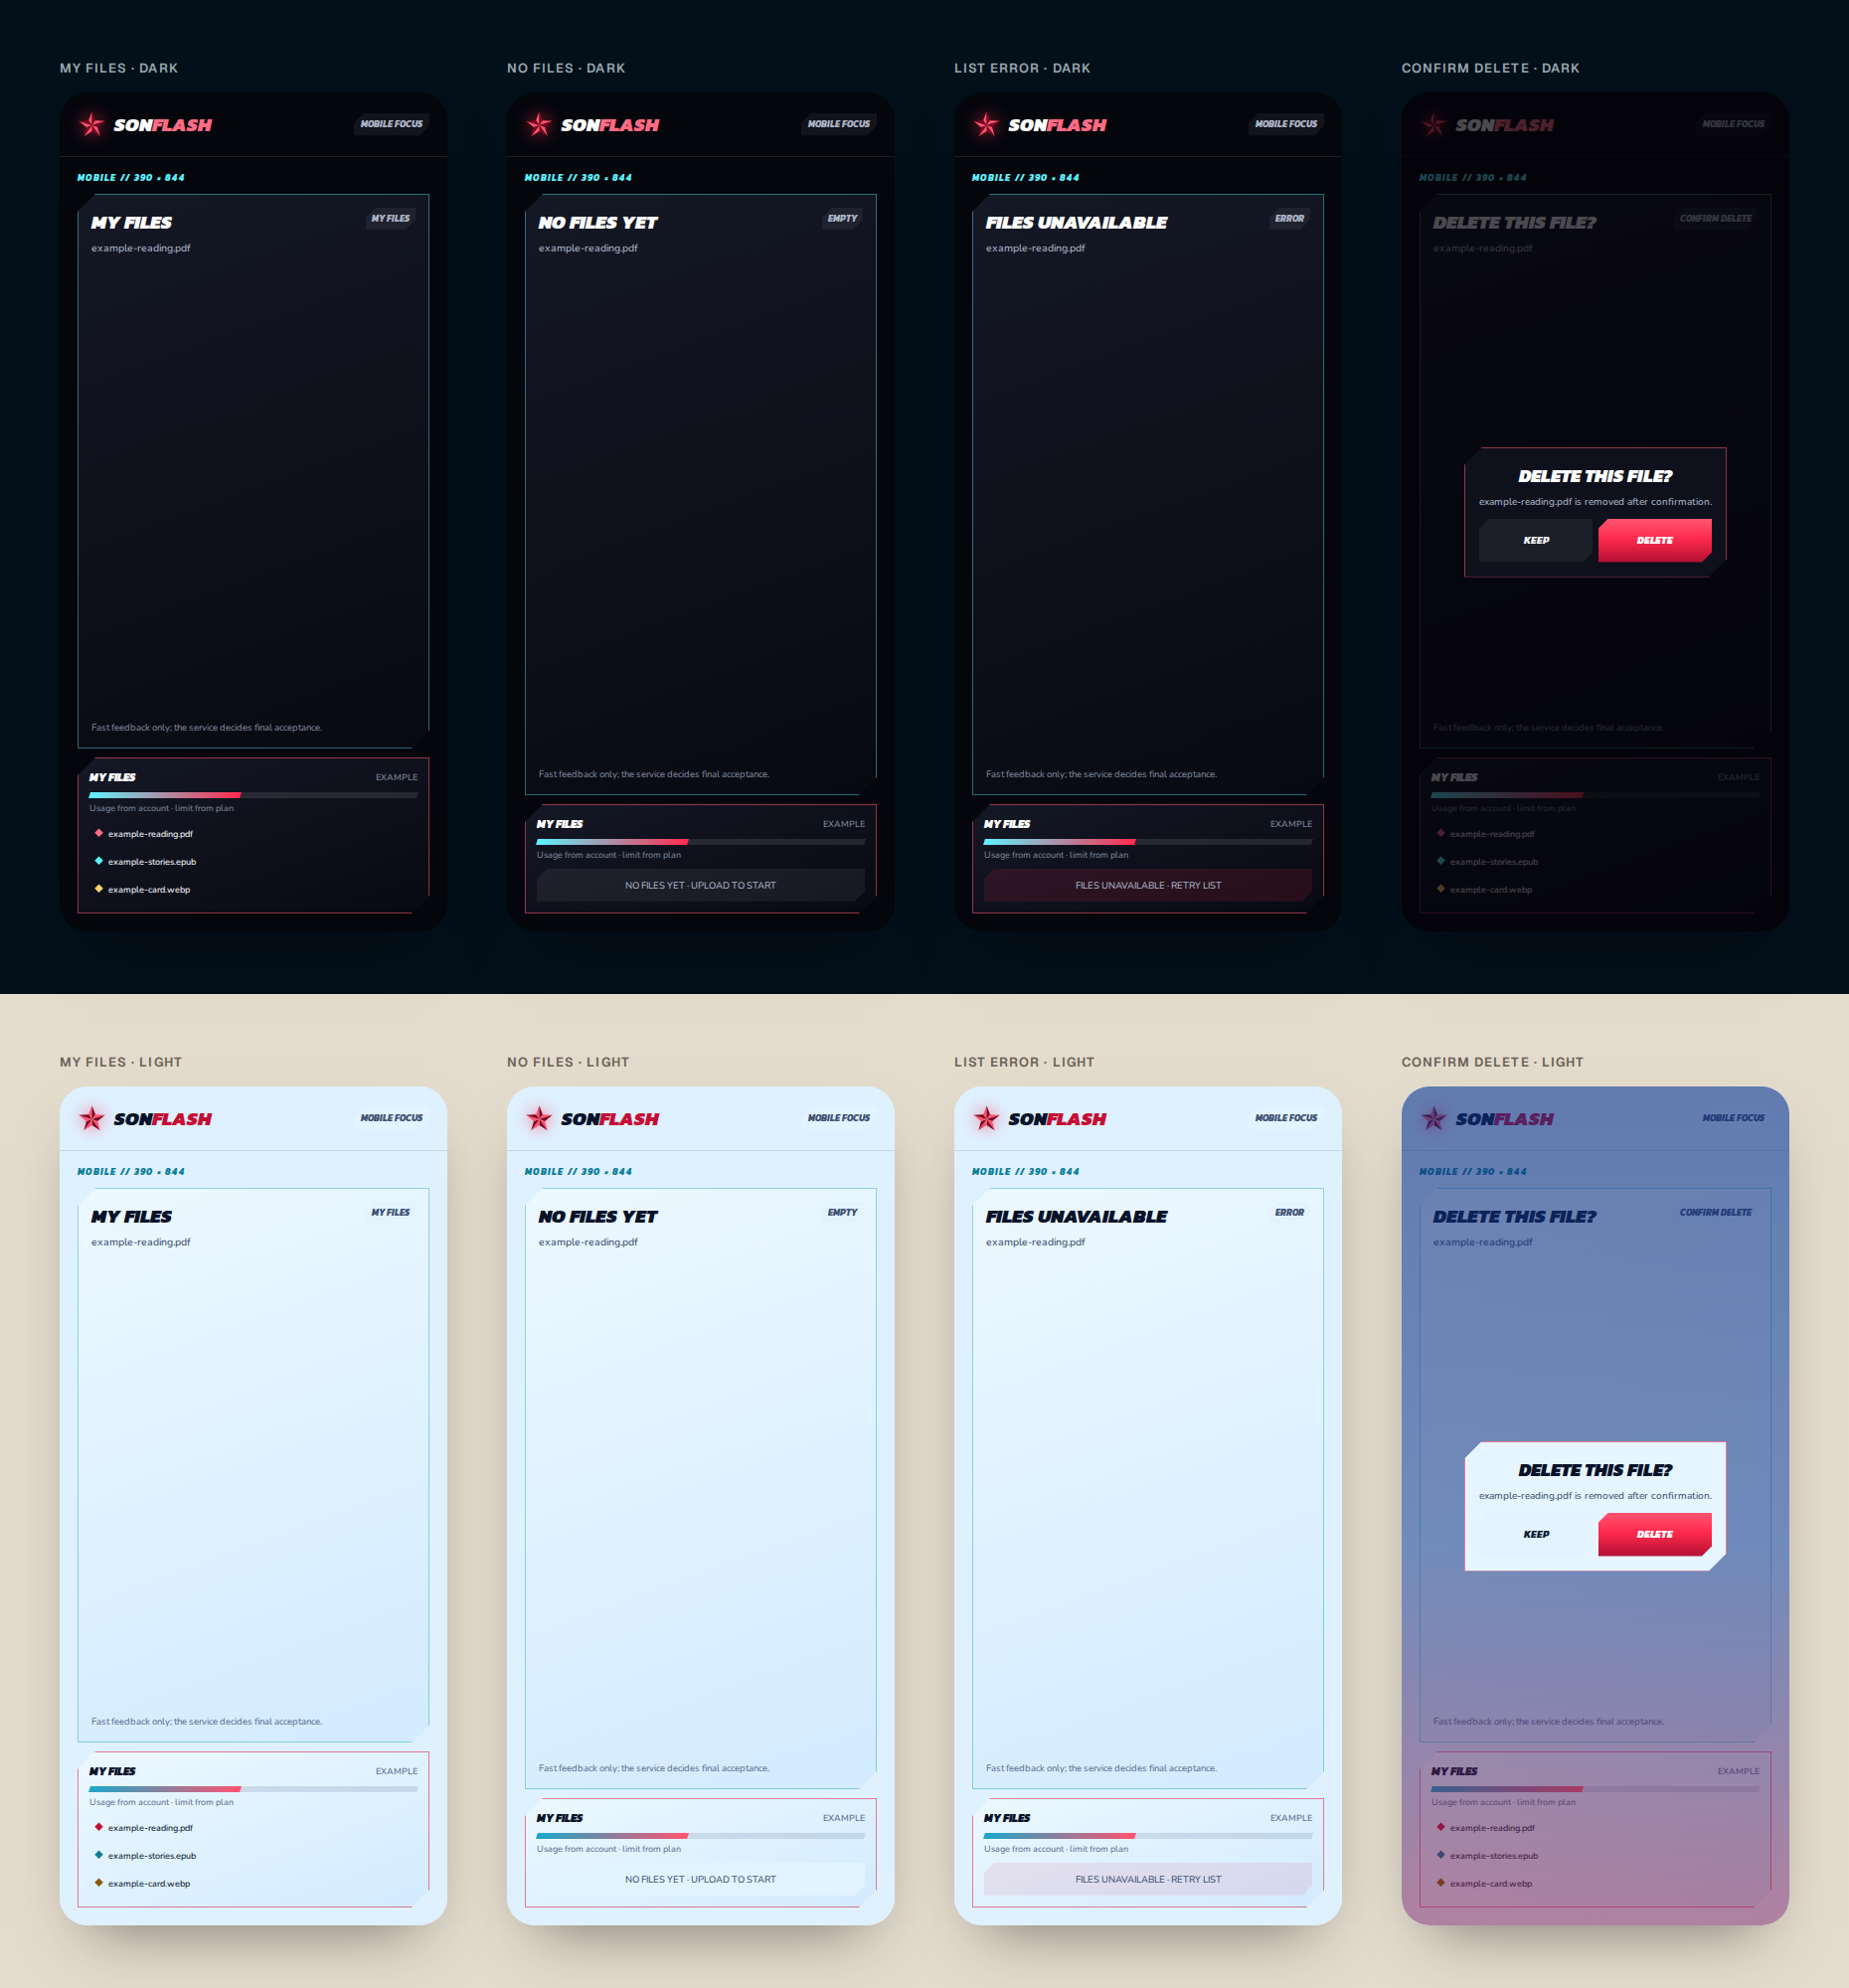 MY FILES · DARK
SONFLASH
MOBILE FOCUS
MOBILE // 390 × 844
MY FILES
MY FILES
example-reading.pdf
Fast feedback only; the service decides final acceptance.
MY FILES
EXAMPLE
Usage from account · limit from plan
example-reading.pdf
example-stories.epub
example-card.webp
NO FILES · DARK
SONFLASH
MOBILE FOCUS
MOBILE // 390 × 844
NO FILES YET
EMPTY
example-reading.pdf
Fast feedback only; the service decides final acceptance.
MY FILES
EXAMPLE
Usage from account · limit from plan
NO FILES YET · UPLOAD TO START
LIST ERROR · DARK
SONFLASH
MOBILE FOCUS
MOBILE // 390 × 844
FILES UNAVAILABLE
ERROR
example-reading.pdf
Fast feedback only; the service decides final acceptance.
MY FILES
EXAMPLE
Usage from account · limit from plan
FILES UNAVAILABLE · RETRY LIST
CONFIRM DELETE · DARK
SONFLASH
MOBILE FOCUS
MOBILE // 390 × 844
DELETE THIS FILE?
CONFIRM DELETE
example-reading.pdf
DELETE THIS FILE?
example-reading.pdf is removed after confirmation.
KEEP
DELETE
Fast feedback only; the service decides final acceptance.
MY FILES
EXAMPLE
Usage from account · limit from plan
example-reading.pdf
example-stories.epub
example-card.webp
MY FILES · LIGHT
SONFLASH
MOBILE FOCUS
MOBILE // 390 × 844
MY FILES
MY FILES
example-reading.pdf
Fast feedback only; the service decides final acceptance.
MY FILES
EXAMPLE
Usage from account · limit from plan
example-reading.pdf
example-stories.epub
example-card.webp
NO FILES · LIGHT
SONFLASH
MOBILE FOCUS
MOBILE // 390 × 844
NO FILES YET
EMPTY
example-reading.pdf
Fast feedback only; the service decides final acceptance.
MY FILES
EXAMPLE
Usage from account · limit from plan
NO FILES YET · UPLOAD TO START
LIST ERROR · LIGHT
SONFLASH
MOBILE FOCUS
MOBILE // 390 × 844
FILES UNAVAILABLE
ERROR
example-reading.pdf
Fast feedback only; the service decides final acceptance.
MY FILES
EXAMPLE
Usage from account · limit from plan
FILES UNAVAILABLE · RETRY LIST
CONFIRM DELETE · LIGHT
SONFLASH
MOBILE FOCUS
MOBILE // 390 × 844
DELETE THIS FILE?
CONFIRM DELETE
example-reading.pdf
DELETE THIS FILE?
example-reading.pdf is removed after confirmation.
KEEP
DELETE
Fast feedback only; the service decides final acceptance.
MY FILES
EXAMPLE
Usage from account · limit from plan
example-reading.pdf
example-stories.epub
example-card.webp